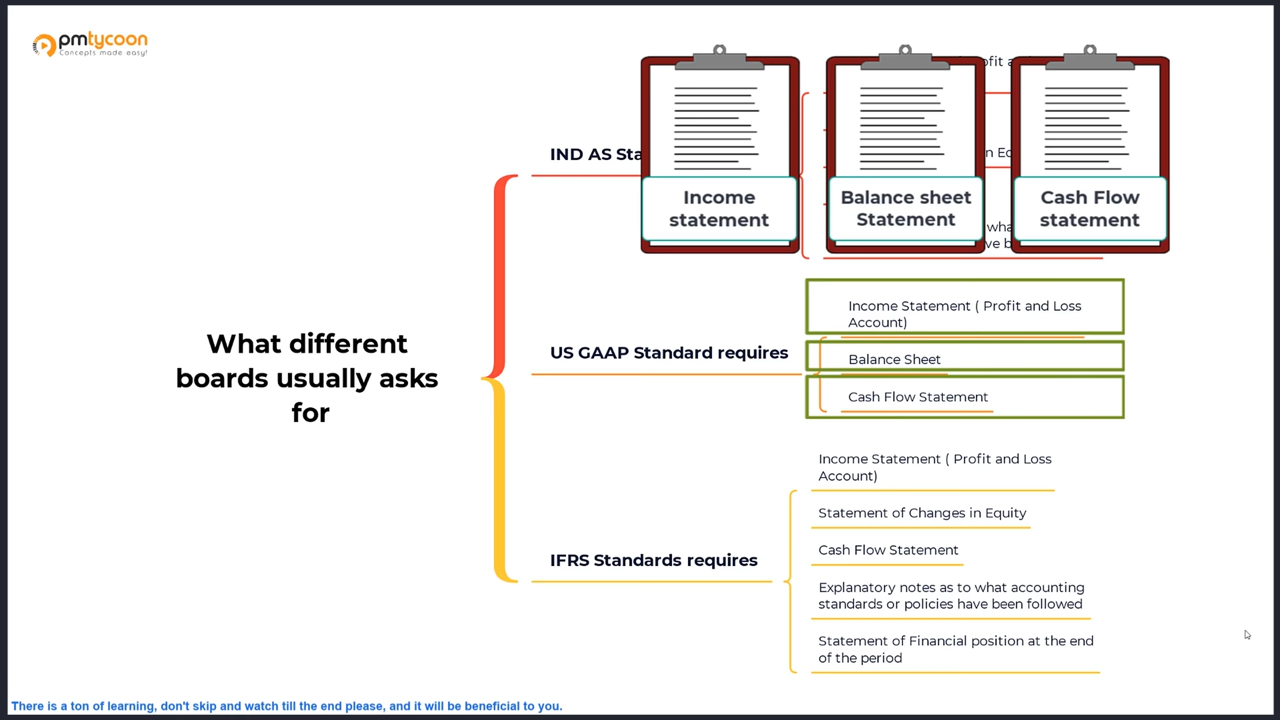 pmtycoon
Concepts made easy!
What different
boards usually asks
for
IND AS
Income
statement
Balance sheet
Statement
Cash Flow
statement
US GAAP Standard requires
Income Statement ( Profit and Loss
Account)
Balance Sheet
Cash Flow Statement
IFRS Standards requires
Income Statement ( Profit and Loss
Account)
Statement of Changes in Equity
Cash Flow Statement
Explanatory notes as to what accounting
standards or policies have been followed
Statement of Financial position at the end
of the period
There is a ton of learning, don't skip and watch till the end please, and it will be beneficial to you.